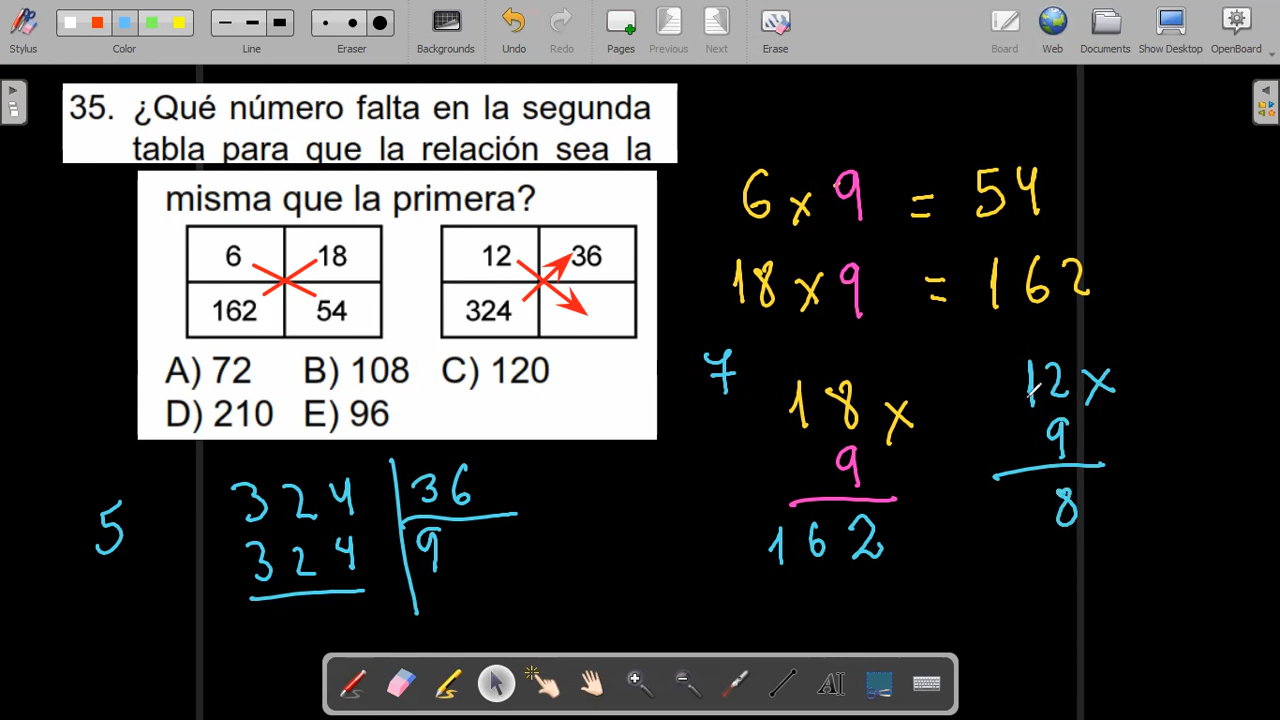 Stylus Color Line Eraser Backgrounds Undo Redo Pages Previous Next Erase Board Web Documents Show Desktop OpenBoard
35. ¿Qué número falta en la segunda
tabla para que la relación sea la
misma que la primera?
6 18 12 36
162 54 324
A) 72 B) 108 C) 120
D) 210 E) 96
6 x 9 = 54
18 x 9 = 162
7
18 x
9
162
12 x
9
8
5
324 36
324 9